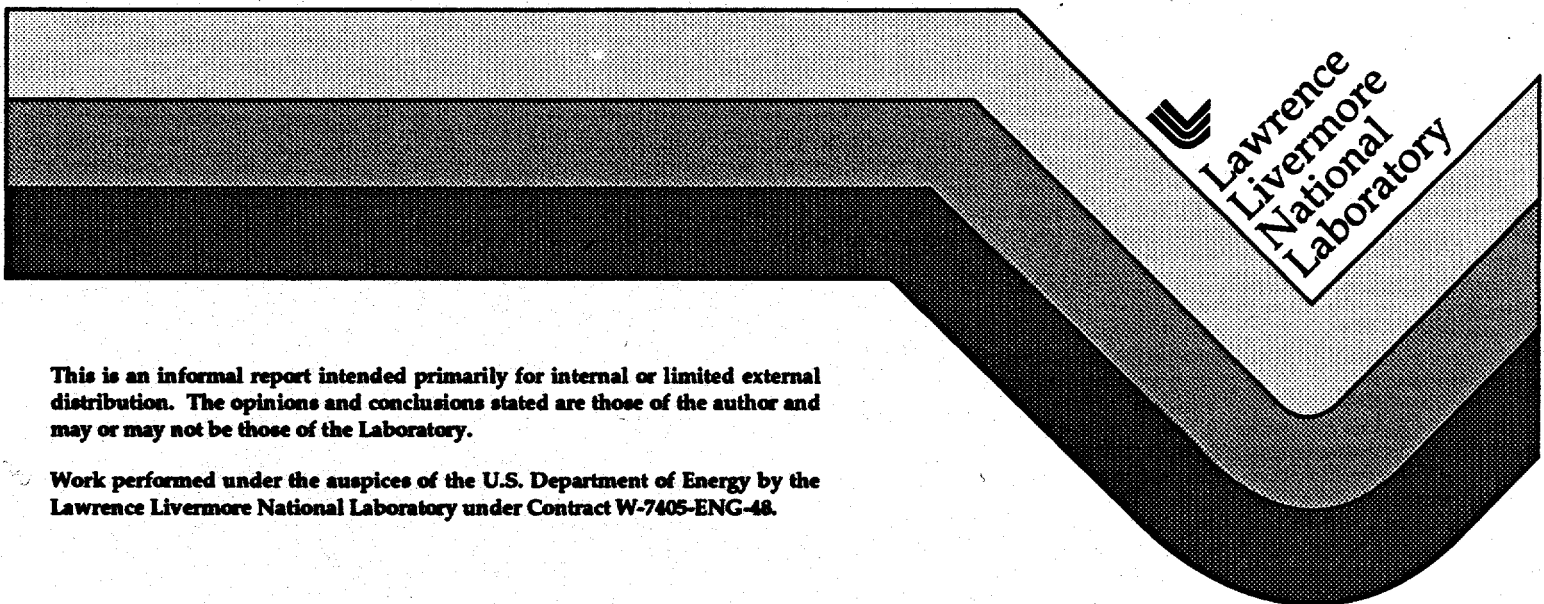 Lawrence
Livermore
National
Laboratory
This is an informal report intended primarily for internal or limited external
distribution. The opinions and conclusions stated are those of the author and
may or may not be those of the Laboratory.
Work performed under the auspices of the U.S. Department of Energy by the
Lawrence Livermore National Laboratory under Contract W-7405-ENG-48.